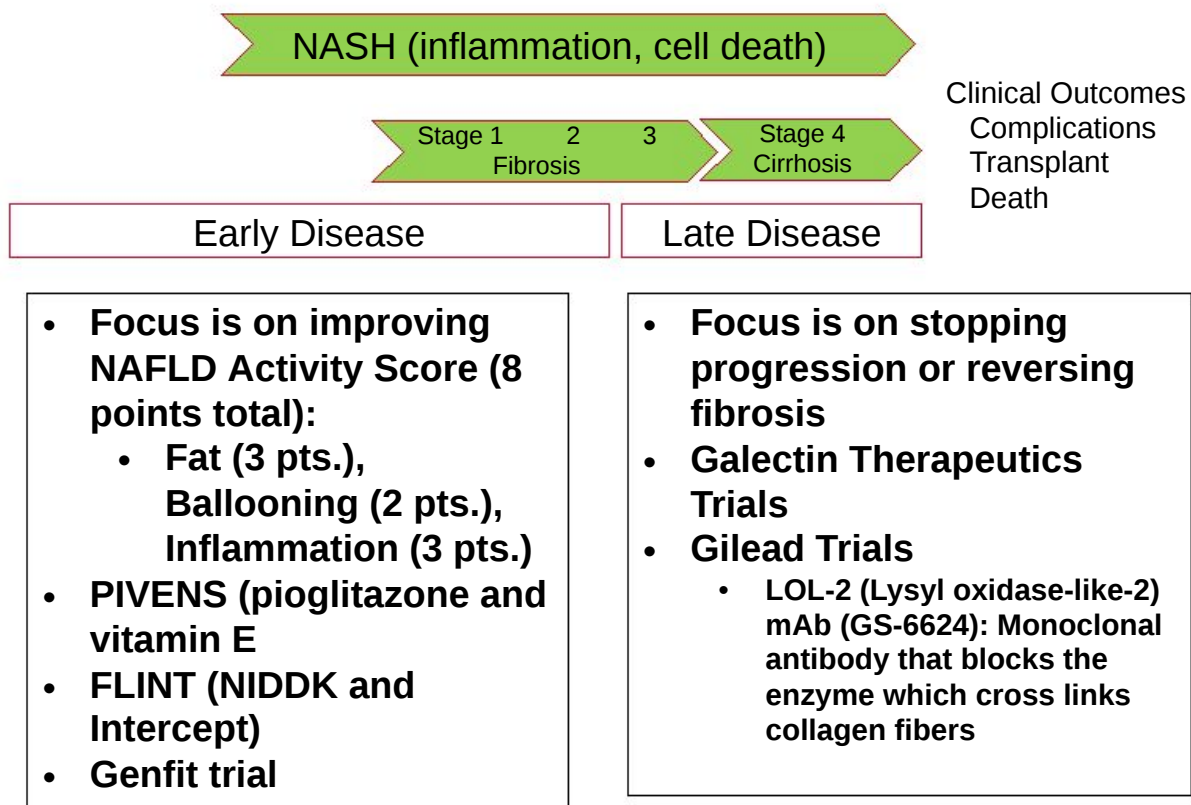 NASH (inflammation, cell death)
Clinical Outcomes
Complications
Transplant
Death
Stage 1 2 3
Fibrosis
Stage 4
Cirrhosis
Early Disease
Late Disease
• Focus is on improving
NAFLD Activity Score (8
points total):
• Fat (3 pts.),
Ballooning (2 pts.),
Inflammation (3 pts.)
• PIVENS (pioglitazone and
vitamin E
• FLINT (NIDDK and
Intercept)
• Genfit trial
• Focus is on stopping
progression or reversing
fibrosis
• Galectin Therapeutics
Trials
• Gilead Trials
• LOL-2 (Lysyl oxidase-like-2)
mAb (GS-6624): Monoclonal
antibody that blocks the
enzyme which cross links
collagen fibers